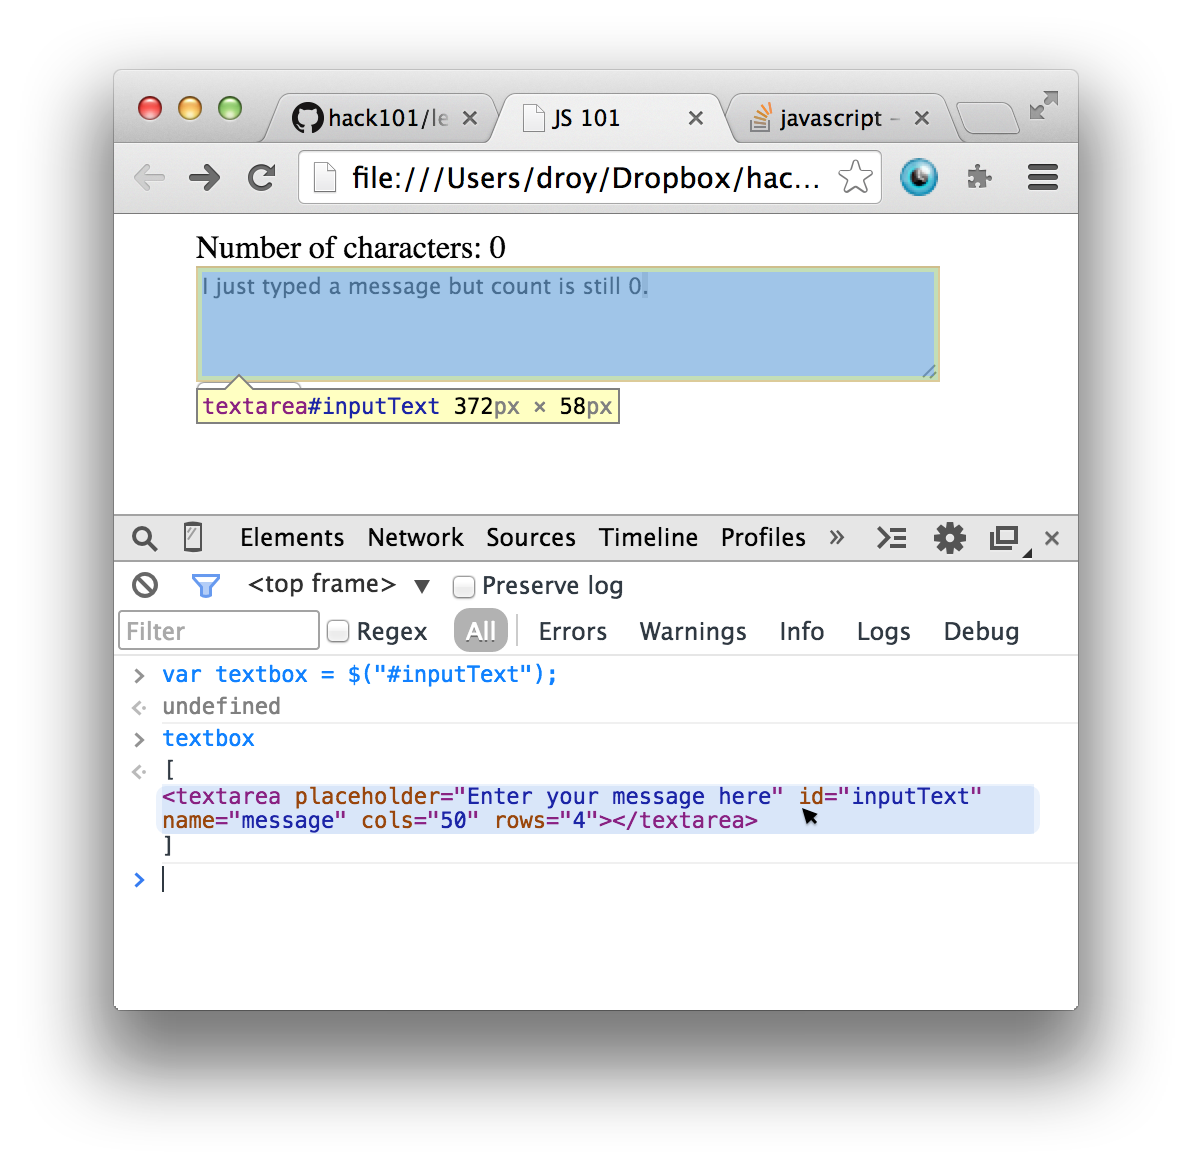 hack101/le
JS 101
javascript -
file:///Users/droy/Dropbox/hac...
Number of characters: 0
I just typed a message but count is still 0.
textarea#inputText 372px × 58px
Elements Network Sources Timeline Profiles »
<top frame> ▼ Preserve log
Filter Regex All Errors Warnings Info Logs Debug
> var textbox = $("#inputText");
undefined
> textbox
[
<textarea placeholder="Enter your message here" id="inputText"
name="message" cols="50" rows="4"></textarea>
]
>